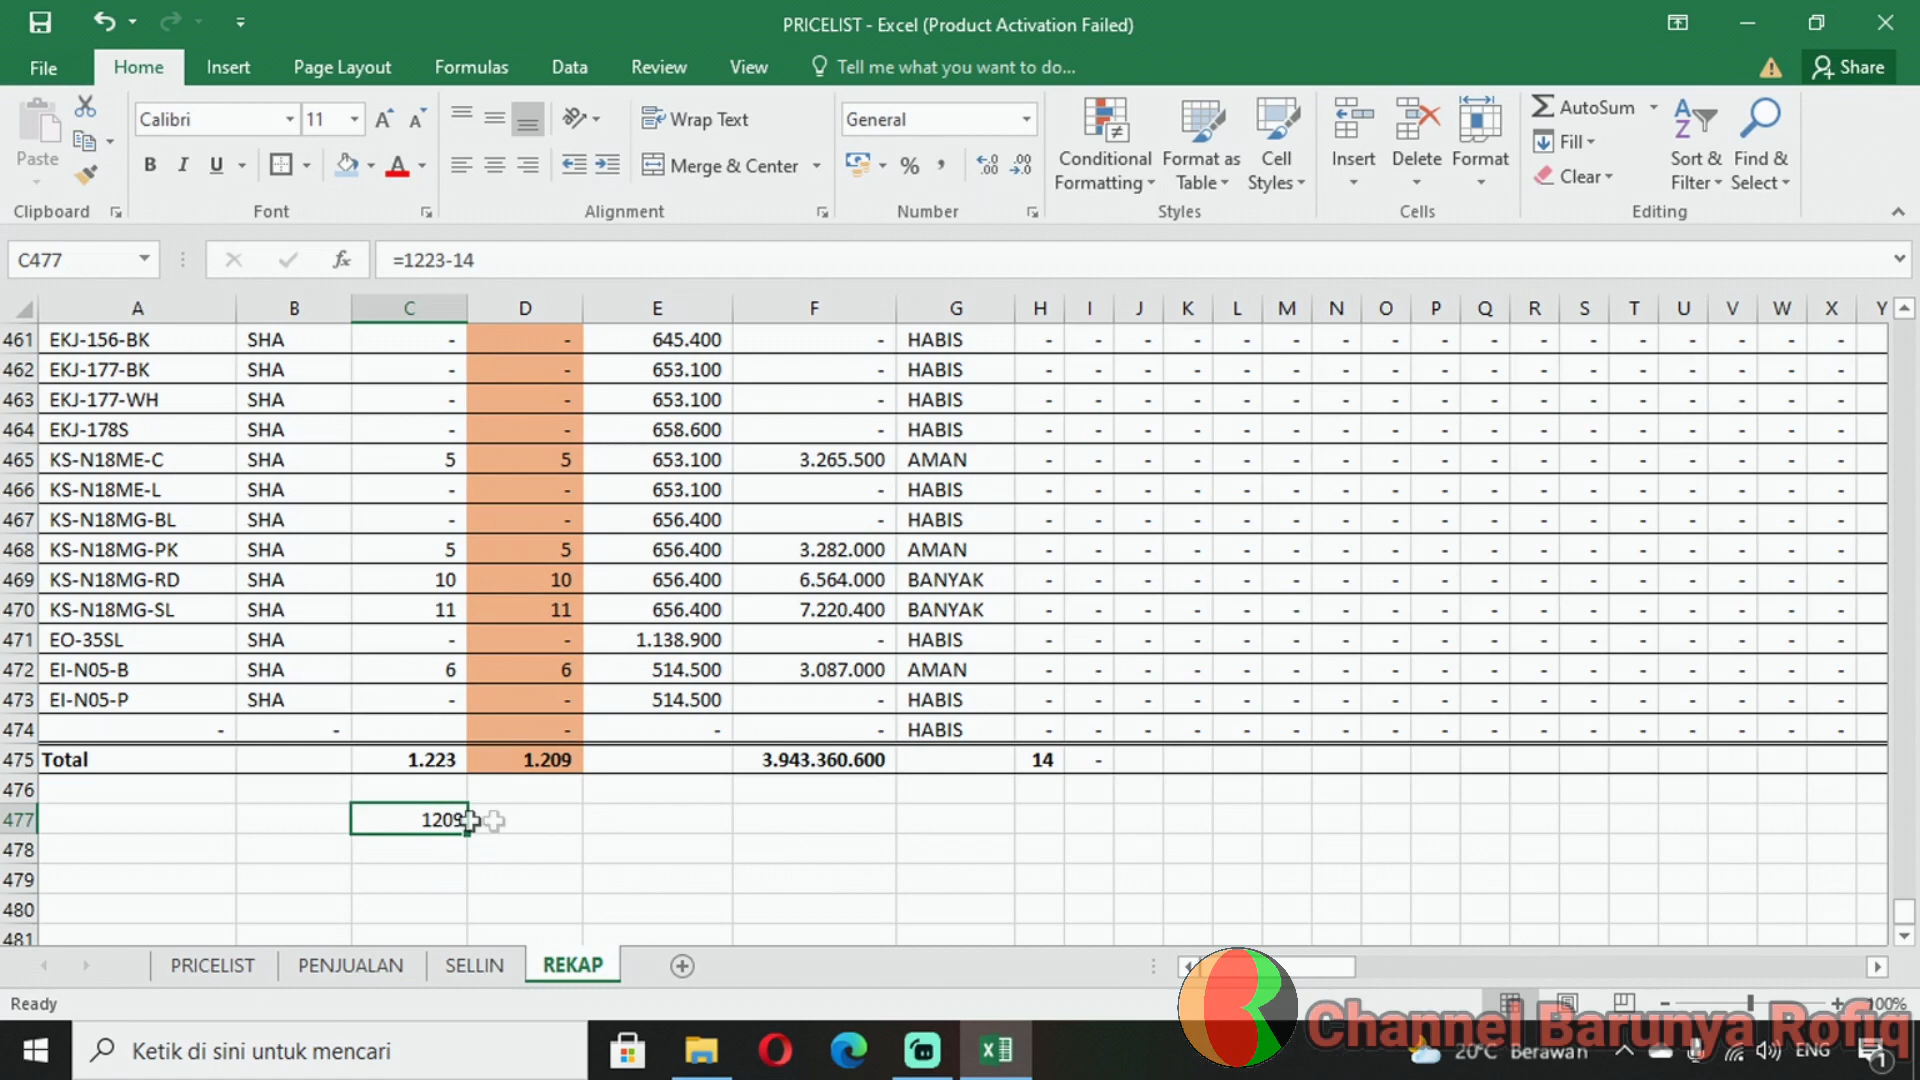 PRICELIST - Excel (Product Activation Failed)
File Home Insert Page Layout Formulas Data Review View Tell me what you want to do... Share
Paste Calibri 11 Wrap Text General Conditional Formatting Format as Table Cell Styles Insert Delete Format AutoSum Fill Clear Sort & Filter Find & Select
B I U A Merge & Center % ,
Clipboard Font Alignment Number Styles Cells Editing
C477 fx =1223-14
A B C D E F G H I J K L M N O P Q R S T U V W X Y
461 EKJ-156-BK SHA - - 645.400 - HABIS - - - - - - - - - - - - - - - - -
462 EKJ-177-BK SHA - - 653.100 - HABIS - - - - - - - - - - - - - - - - -
463 EKJ-177-WH SHA - - 653.100 - HABIS - - - - - - - - - - - - - - - - -
464 EKJ-178S SHA - - 658.600 - HABIS - - - - - - - - - - - - - - - - -
465 KS-N18ME-C SHA 5 5 653.100 3.265.500 AMAN - - - - - - - - - - - - - - - - -
466 KS-N18ME-L SHA - - 653.100 - HABIS - - - - - - - - - - - - - - - - -
467 KS-N18MG-BL SHA - - 656.400 - HABIS - - - - - - - - - - - - - - - - -
468 KS-N18MG-PK SHA 5 5 656.400 3.282.000 AMAN - - - - - - - - - - - - - - - - -
469 KS-N18MG-RD SHA 10 10 656.400 6.564.000 BANYAK - - - - - - - - - - - - - - - - -
470 KS-N18MG-SL SHA 11 11 656.400 7.220.400 BANYAK - - - - - - - - - - - - - - - - -
471 EO-35SL SHA - - 1.138.900 - HABIS - - - - - - - - - - - - - - - - -
472 EI-N05-B SHA 6 6 514.500 3.087.000 AMAN - - - - - - - - - - - - - - - - -
473 EI-N05-P SHA - - 514.500 - HABIS - - - - - - - - - - - - - - - - -
474 - - - - - HABIS - - - - - - - - - - - - - - - - -
475 Total 1.223 1.209 3.943.360.600 14 -
476
477 1209
478
479
480
481
PRICELIST PENJUALAN SELLIN REKAP
Ready 100%
Channel Barunya Rofiq
Ketik di sini untuk mencari 20°C Berawan ENG 1